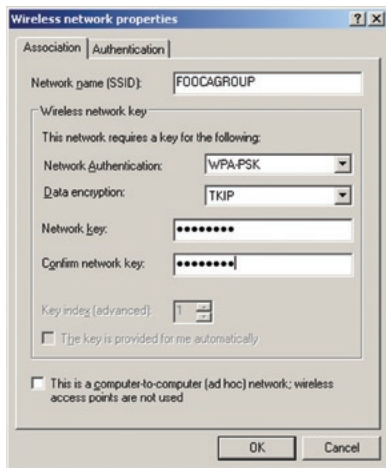 Wireless network properties
Association
Authentication
Network name (SSID):
FOOCAGROUP
Wireless network key
This network requires a key for the following:
Network Authentication:
WPA-PSK
Data encryption:
TKIP
Network key:
••••••••
Confirm network key:
••••••••
Key index (advanced):
1
The key is provided for me automatically
This is a computer-to-computer (ad hoc) network; wireless
access points are not used
OK
Cancel